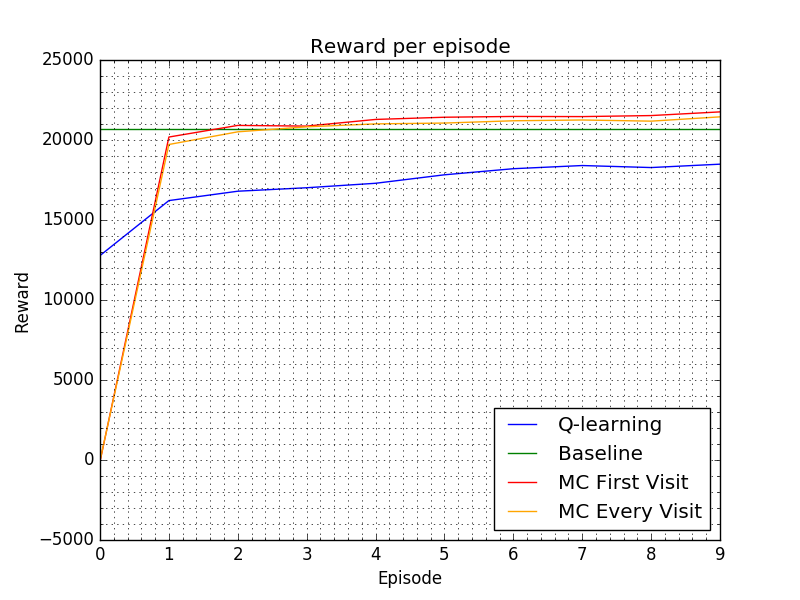 Reward per episode
25000
20000
15000
10000
5000
0
−5000
Reward
0 1 2 3 4 5 6 7 8 9
Episode
Q-learning
Baseline
MC First Visit
MC Every Visit